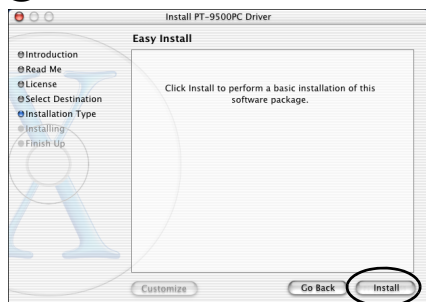 Install PT-9500PC Driver
Easy Install
Introduction
Read Me
License
Select Destination
Installation Type
Installing
Finish Up
Click Install to perform a basic installation of this
software package.
Customize
Go Back
Install